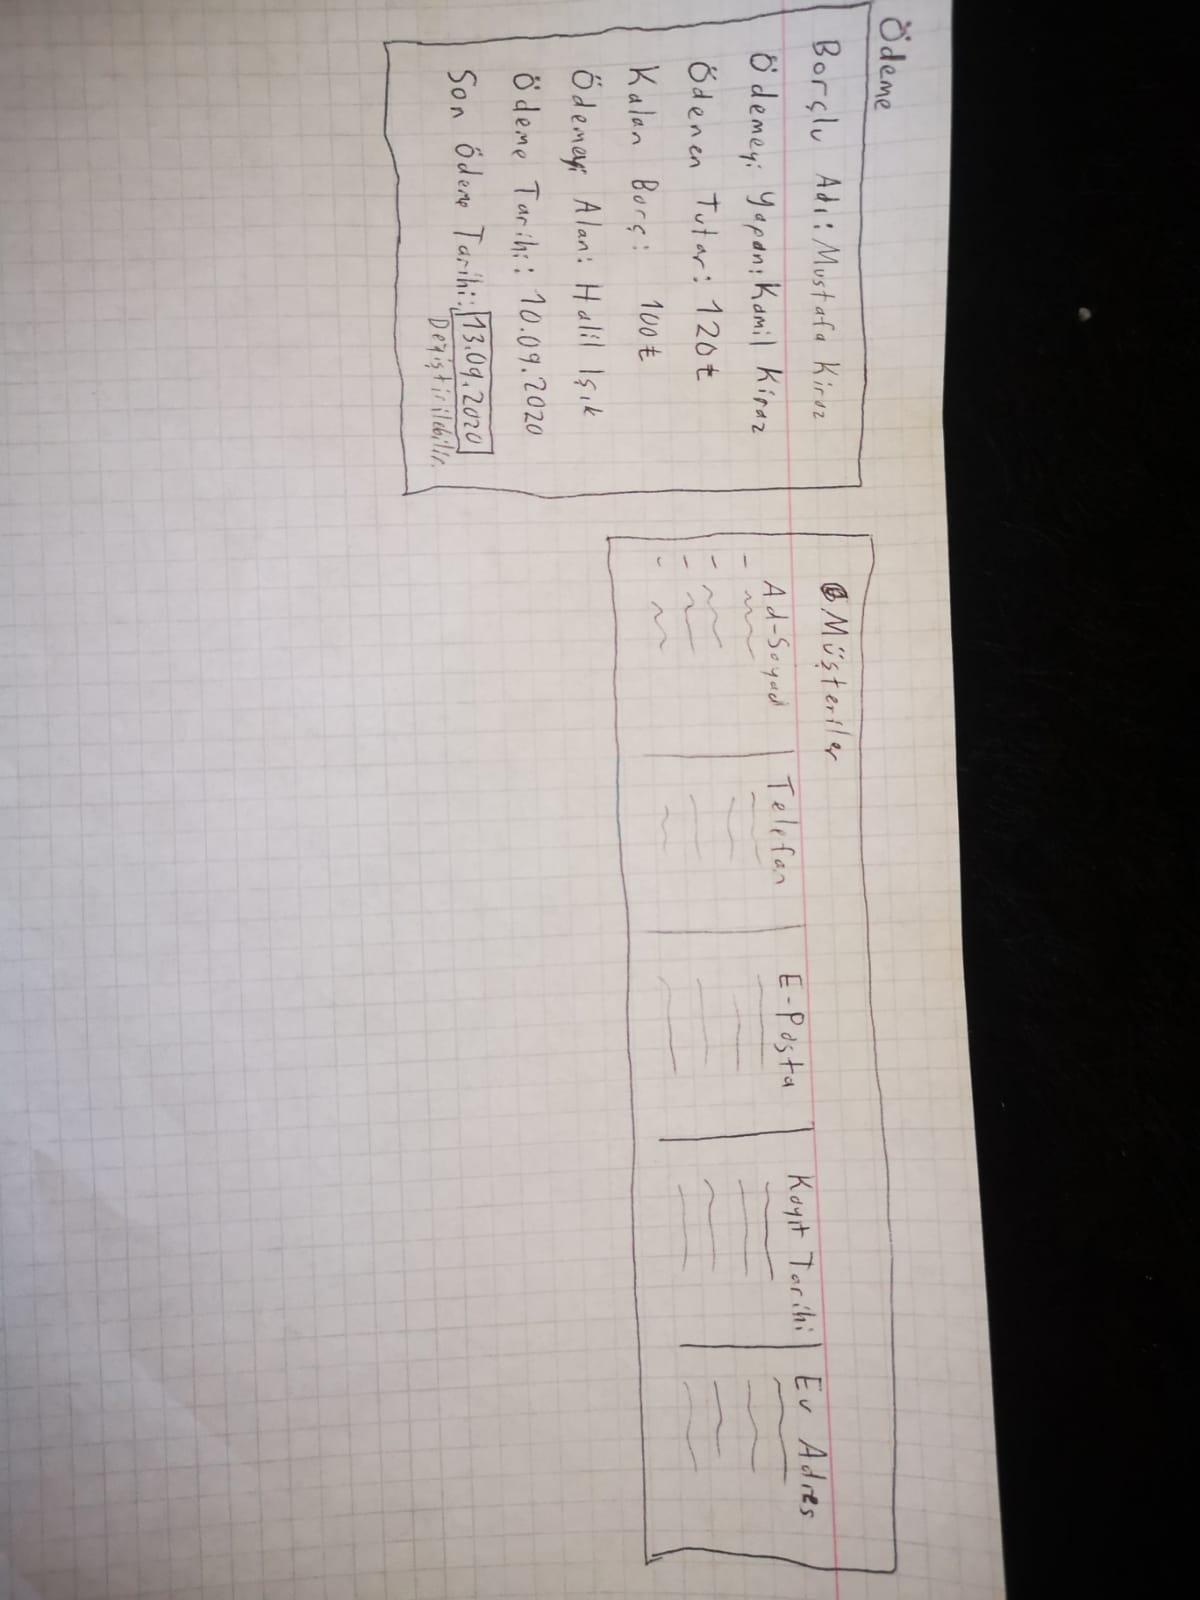 Ödeme
Borçlu Adı: Mustafa Kiraz
Ödemeyi Yapan: Kamil Kiraz
Ödenen Tutar: 120₺
Kalan Borç: 100₺
Ödemeyi Alan: Halil Işık
Ödeme Tarihi: 10.09.2020
Son Ödeme Tarihi: 13.09.2020
Değiştirilebilir.
Müşteriler
Ad-Soyad Telefon E-Poşta Kayıt Tarihi Ev Adres